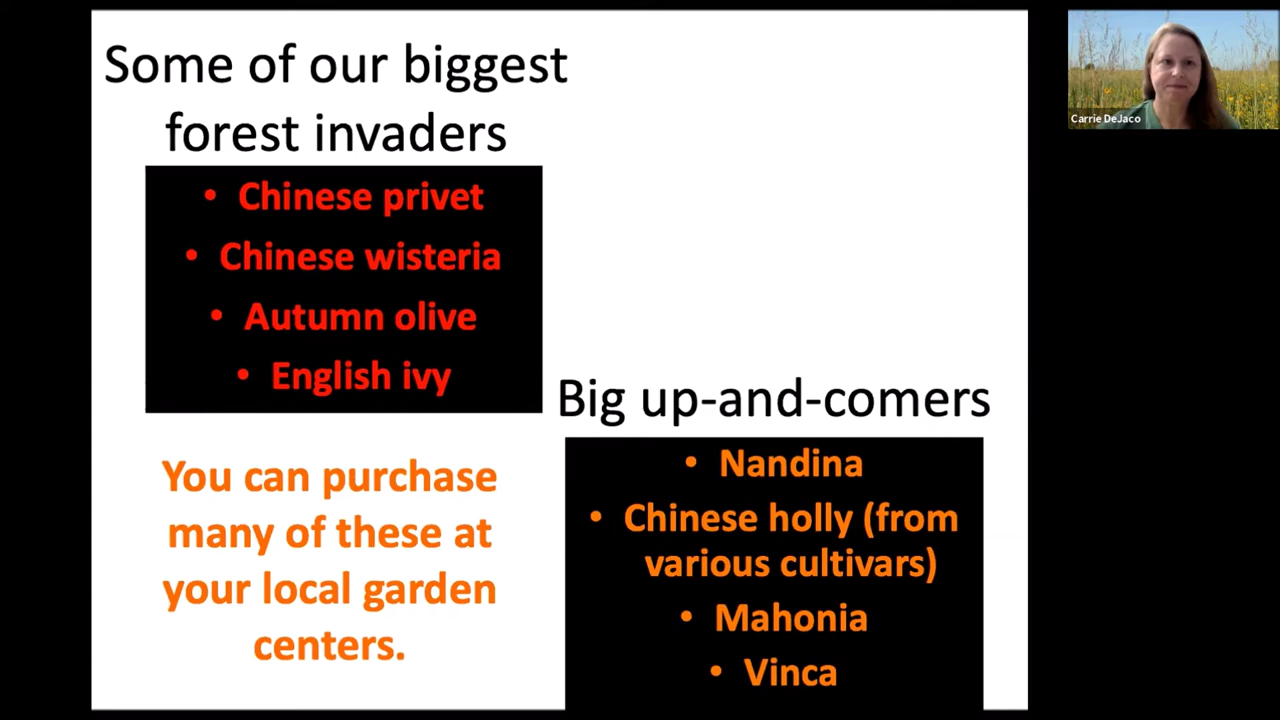 Some of our biggest
forest invaders
• Chinese privet
• Chinese wisteria
• Autumn olive
• English ivy
You can purchase
many of these at
your local garden
centers.
Big up-and-comers
• Nandina
• Chinese holly (from
various cultivars)
• Mahonia
• Vinca
Carrie DeJaco